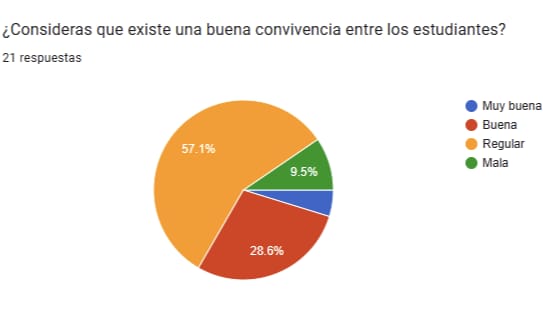 ¿Consideras que existe una buena convivencia entre los estudiantes?
21 respuestas
Muy buena
Buena
Regular
Mala
57.1%
9.5%
28.6%